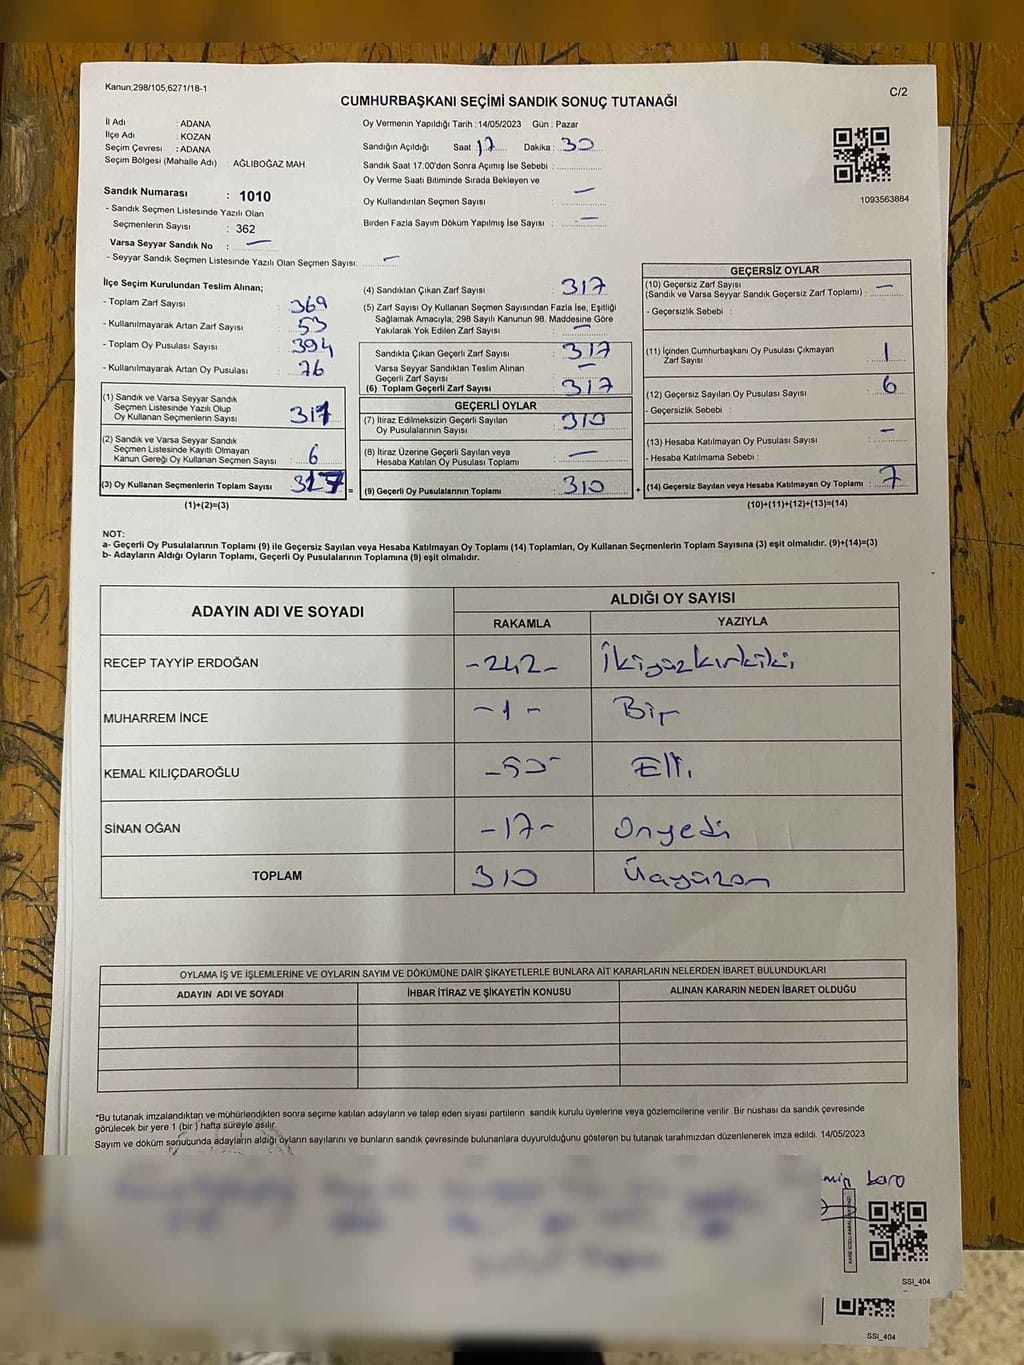 Kanun,298/105,6271/18-1
C/2
CUMHURBAŞKANI SEÇİMİ SANDIK SONUÇ TUTANAĞI
İl Adı : ADANA
İlçe Adı : KOZAN
Seçim Çevresi : ADANA
Seçim Bölgesi (Mahalle Adı) : AĞLIBOĞAZ MAH.
Sandık Numarası : 1010
- Sandık Seçmen Listesinde Yazılı Olan
Seçmenlerin Sayısı : 362
Varsa Seyyar Sandık No : —
- Seyyar Sandık Seçmen Listesinde Yazılı Olan Seçmen Sayısı: —
Oy Vermenin Yapıldığı Tarih :14/05/2023 Gün : Pazar
Sandığın Açıldığı Saat 17 Dakika : 30
Sandık Saat 17:00'den Sonra Açımış İse Sebebi :
Oy Verme Saati Bitiminde Sırada Bekleyen ve
Oy Kullandırılan Seçmen Sayısı : —
Birden Fazla Sayım Döküm Yapılmış İse Sayısı : —
1093563884
İlçe Seçim Kurulundan Teslim Alınan;
- Toplam Zarf Sayısı : 369
- Kullanılmayarak Artan Zarf Sayısı : 53
- Toplam Oy Pusulası Sayısı : 394
- Kullanılmayarak Artan Oy Pusulası : 76
(1) Sandık ve Varsa Seyyar Sandık
Seçmen Listesinde Yazılı Olup
Oy Kullanan Seçmenlerin Sayısı : 311
(2) Sandık ve Varsa Seyyar Sandık
Seçmen Listesinde Kayıtlı Olmayan
Kanun Gereği Oy Kullanan Seçmen Sayısı : 6
(3) Oy Kullanan Seçmenlerin Toplam Sayısı : 317 =
(1)+(2)=(3)
(4) Sandıktan Çıkan Zarf Sayısı : 317
(5) Zarf Sayısı Oy Kullanan Seçmen Sayısından Fazla İse, Eşitliği
Sağlamak Amacıyla; 298 Sayılı Kanunun 98. Maddesine Göre
Yakılarak Yok Edilen Zarf Sayısı : —
Sandıkta Çıkan Geçerli Zarf Sayısı : 317
Varsa Seyyar Sandıktan Teslim Alınan
Geçerli Zarf Sayısı : —
(6) Toplam Geçerli Zarf Sayısı : 317
GEÇERLİ OYLAR
(7) İtiraz Edilmeksizin Geçerli Sayılan
Oy Pusulalarının Sayısı : 310
(8) İtiraz Üzerine Geçerli Sayılan veya
Hesaba Katılan Oy Pusulası Toplamı : —
(9) Geçerli Oy Pusulalarının Toplamı : 310 +
GEÇERSİZ OYLAR
(10) Geçersiz Zarf Sayısı
(Sandık ve Varsa Seyyar Sandık Geçersiz Zarf Toplamı) : —
- Geçersizlik Sebebi :
(11) İçinden Cumhurbaşkanı Oy Pusulası Çıkmayan
Zarf Sayısı : 1
(12) Geçersiz Sayılan Oy Pusulası Sayısı : 6
- Geçersizlik Sebebi :
(13) Hesaba Katılmayan Oy Pusulası Sayısı : —
- Hesaba Katılmama Sebebi :
(14) Geçersiz Sayılan veya Hesaba Katılmayan Oy Toplamı : 7
(10)+(11)+(12)+(13)=(14)
NOT:
a- Geçerli Oy Pusulalarının Toplamı (9) ile Geçersiz Sayılan veya Hesaba Katılmayan Oy Toplamı (14) Toplamları, Oy Kullanan Seçmenlerin Toplam Sayısına (3) eşit olmalıdır. (9)+(14)=(3)
b- Adayların Aldığı Oyların Toplamı, Geçerli Oy Pusulalarının Toplamına (9) eşit olmalıdır.
ADAYIN ADI VE SOYADI
ALDIĞI OY SAYISI
RAKAMLA YAZIYLA
RECEP TAYYİP ERDOĞAN -242- İkiyüzkırkiki
MUHARREM İNCE -1- Bir
KEMAL KILIÇDAROĞLU -50- Elli
SİNAN OĞAN -17- Onyedi
TOPLAM 310 Üçyüzon
OYLAMA İŞ VE İŞLEMLERİNE VE OYLARIN SAYIM VE DÖKÜMÜNE DAİR ŞİKAYETLERLE BUNLARA AİT KARARLARIN NELERDEN İBARET BULUNDUKLARI
ADAYIN ADI VE SOYADI İHBAR İTİRAZ VE ŞİKAYETİN KONUSU ALINAN KARARIN NEDEN İBARET OLDUĞU
*Bu tutanak imzalandıktan ve mühürlendikten sonra seçime katılan adayların ve talep eden siyasi partilerin sandık kurulu üyelerine veya gözlemcilerine verilir .Bir nüshası da sandık çevresinde
görülecek bir yere 1 (bir ) hafta süreyle asılır.
Sayım ve döküm sonucunda adayların aldığı oyların sayılarını ve bunların sandık çevresinde bulunanlara duyurulduğunu gösteren bu tutanak tarafımızdan düzenlenerek imza edildi. 14/05/2023
SSİ_404
SSİ_404